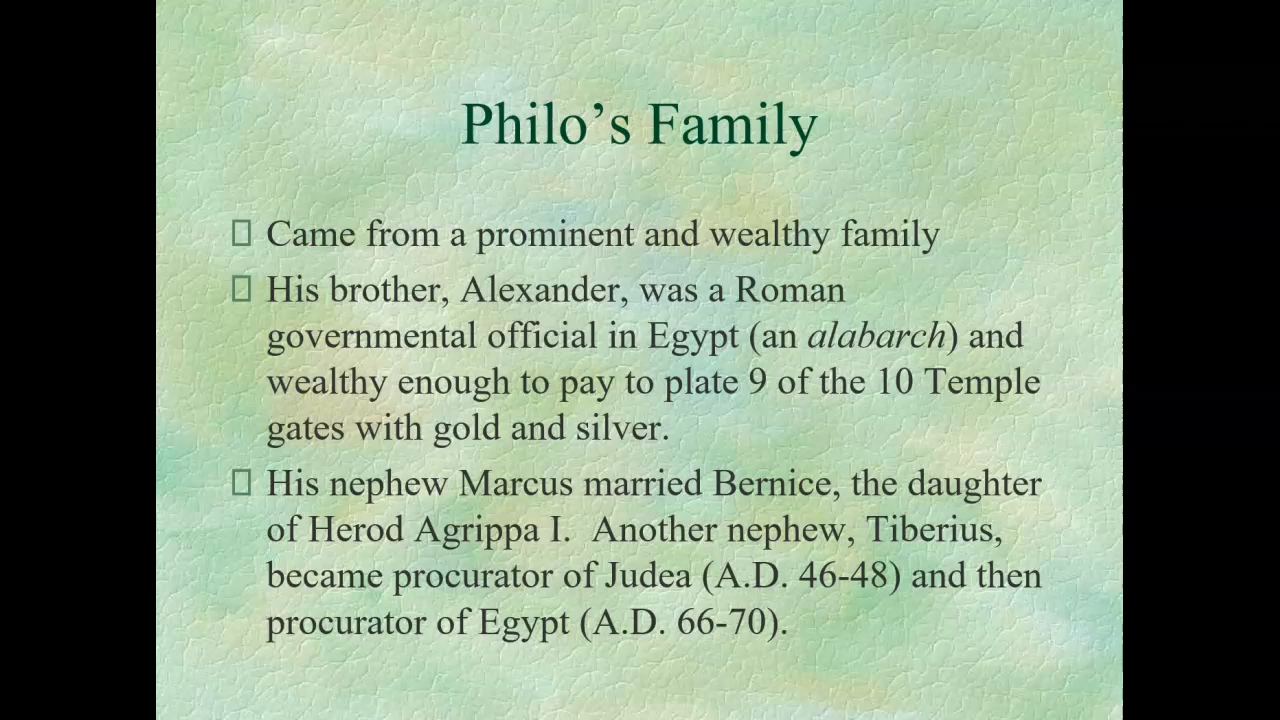 Philo’s Family
Came from a prominent and wealthy family
His brother, Alexander, was a Roman
governmental official in Egypt (an alabarch) and
wealthy enough to pay to plate 9 of the 10 Temple
gates with gold and silver.
His nephew Marcus married Bernice, the daughter
of Herod Agrippa I.  Another nephew, Tiberius,
became procurator of Judea (A.D. 46-48) and then
procurator of Egypt (A.D. 66-70).